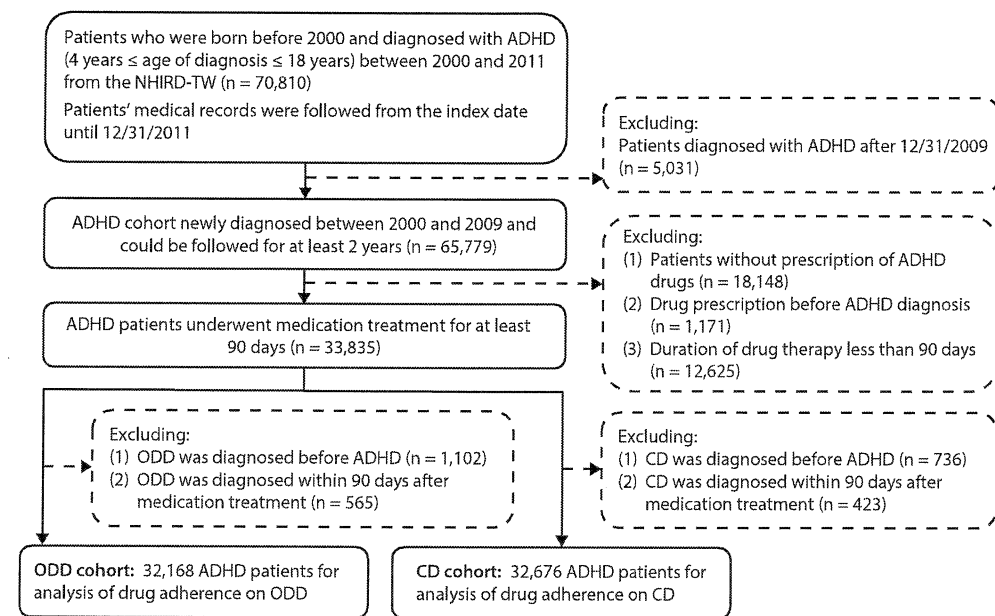 Patients who were born before 2000 and diagnosed with ADHD
(4 years ≤ age of diagnosis ≤ 18 years) between 2000 and 2011
from the NHIRD-TW (n = 70,810)
Patients' medical records were followed from the index date
until 12/31/2011
Excluding:
Patients diagnosed with ADHD after 12/31/2009
(n = 5,031)
ADHD cohort newly diagnosed between 2000 and 2009 and
could be followed for at least 2 years (n = 65,779)
Excluding:
(1) Patients without prescription of ADHD
drugs (n = 18,148)
(2) Drug prescription before ADHD diagnosis
(n = 1,171)
(3) Duration of drug therapy less than 90 days
(n = 12,625)
ADHD patients underwent medication treatment for at least
90 days (n = 33,835)
Excluding:
(1) ODD was diagnosed before ADHD (n = 1,102)
(2) ODD was diagnosed within 90 days after
medication treatment (n = 565)
Excluding:
(1) CD was diagnosed before ADHD (n = 736)
(2) CD was diagnosed within 90 days after
medication treatment (n = 423)
ODD cohort: 32,168 ADHD patients for
analysis of drug adherence on ODD
CD cohort: 32,676 ADHD patients for
analysis of drug adherence on CD